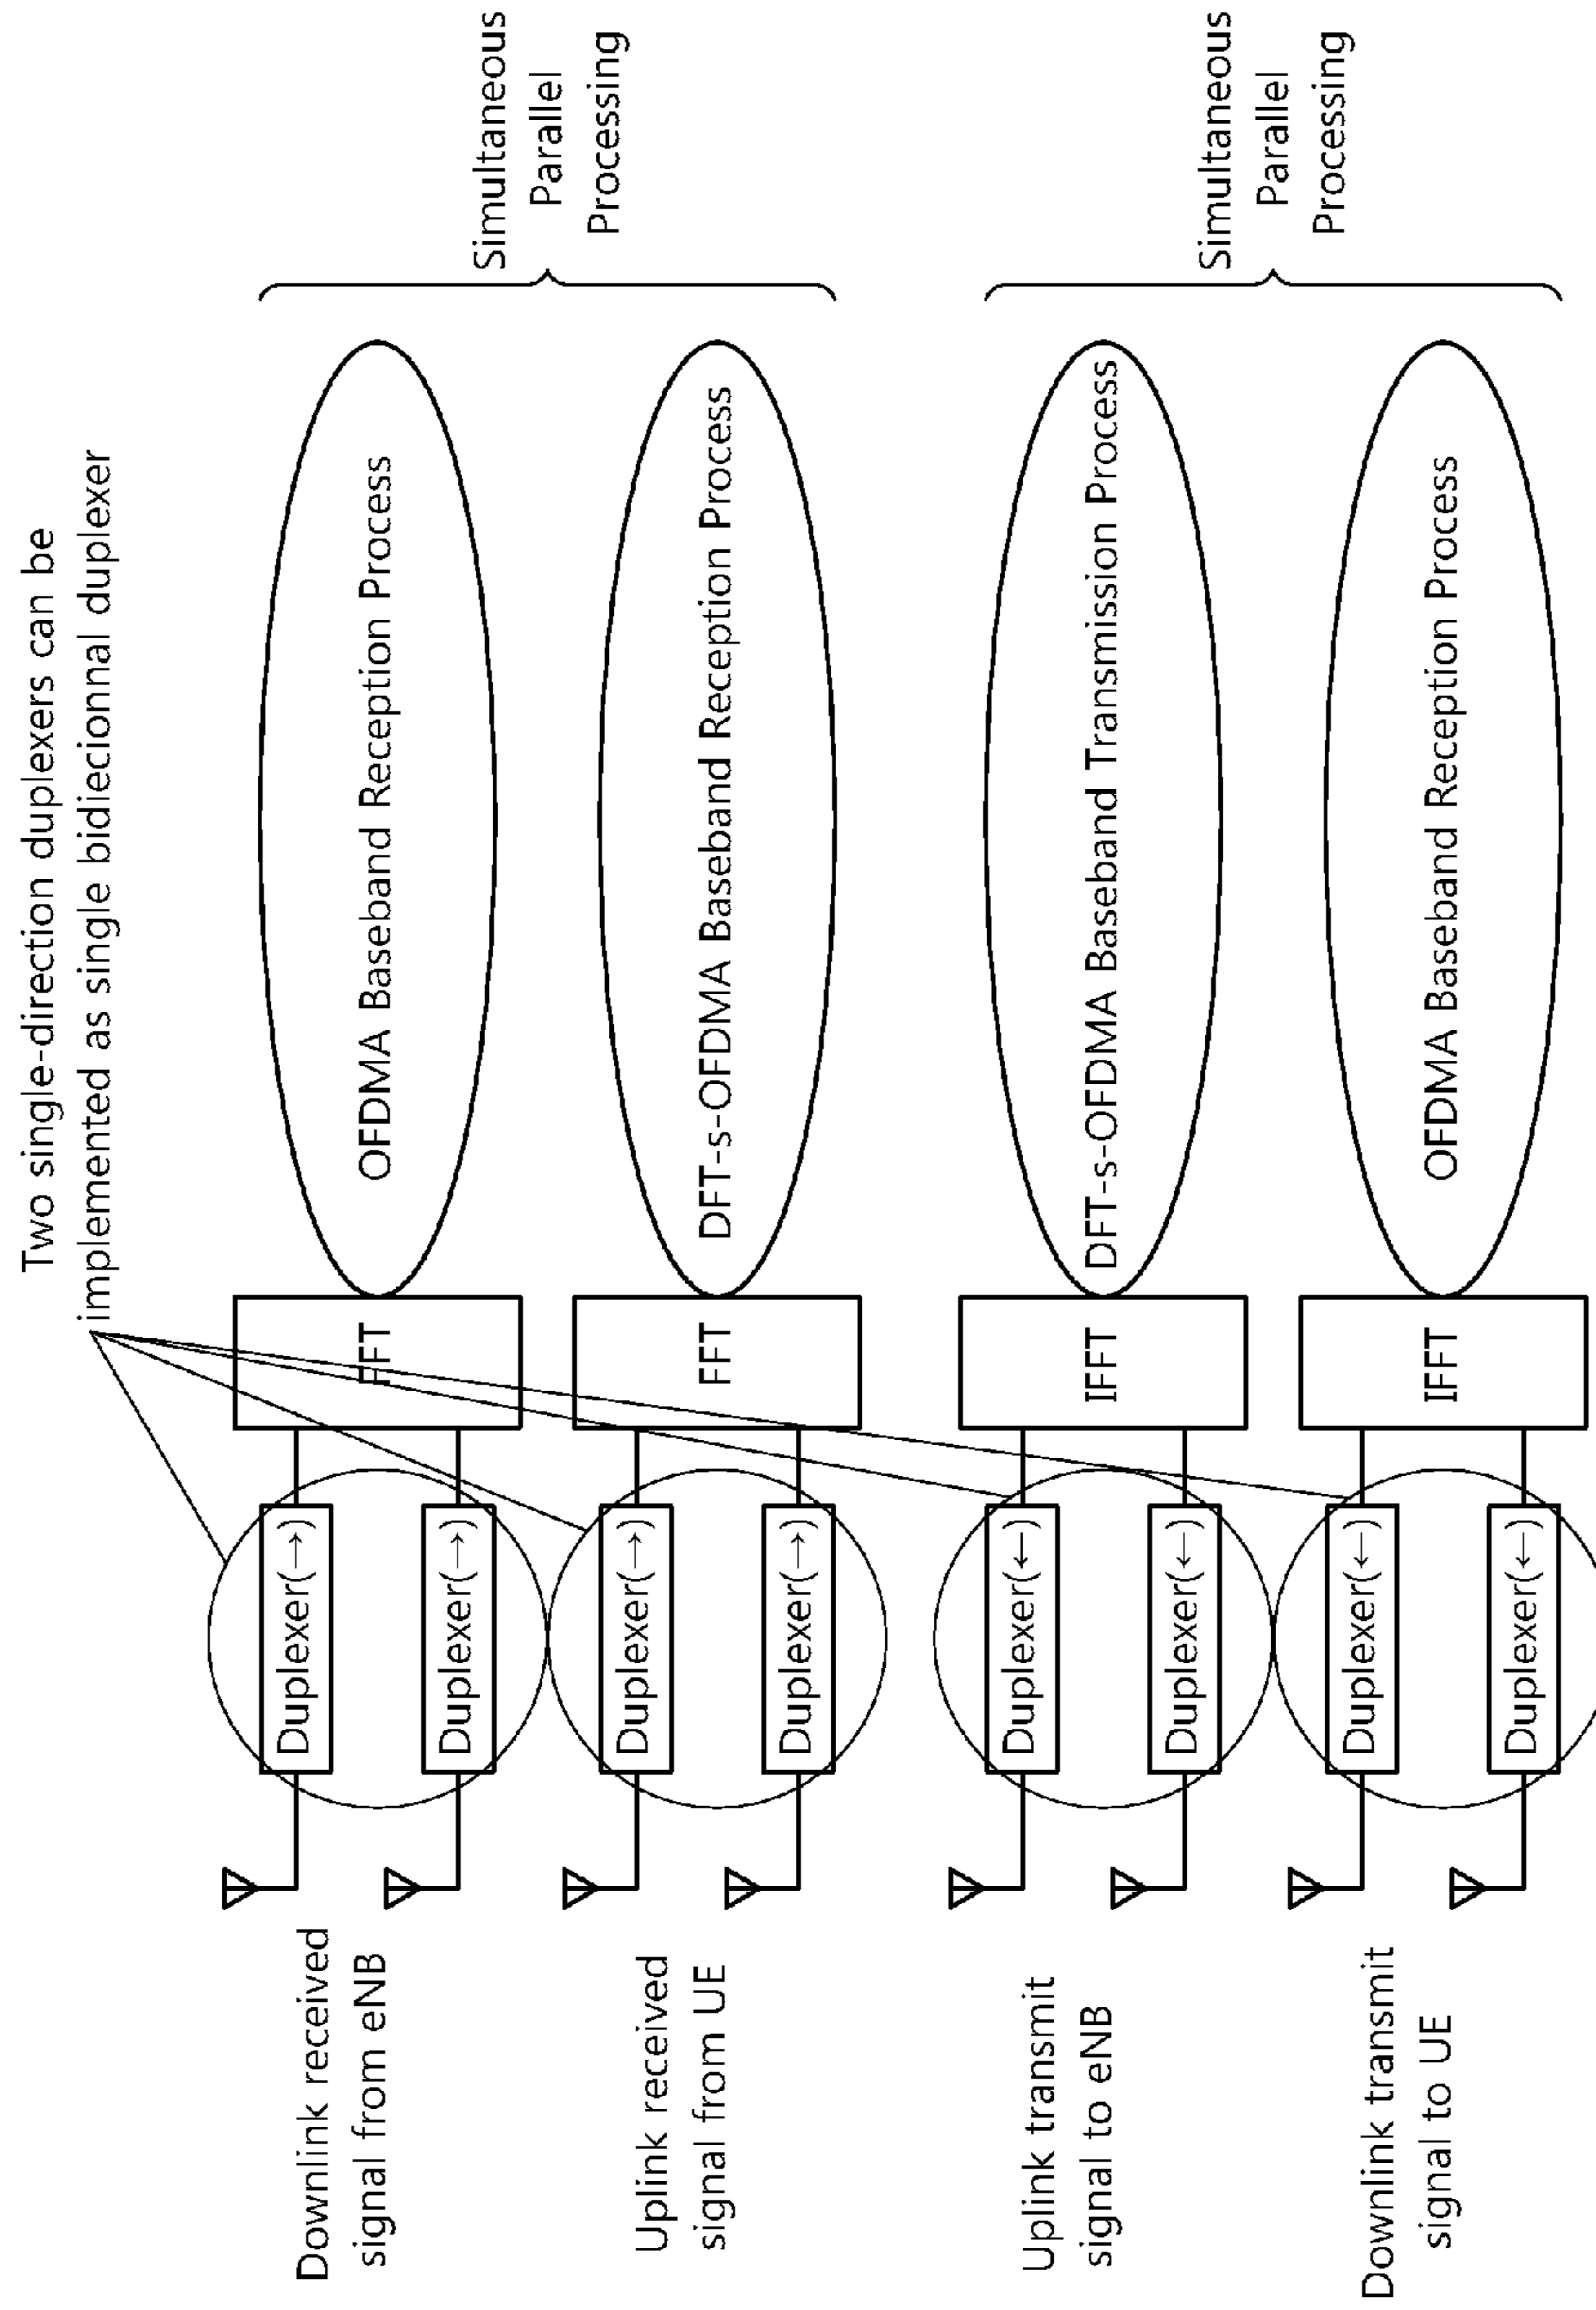 Two single-direction duplexers can be
implemented as single bidiecionnal duplexer
Downlink received
signal from eNB
Duplexer(→)
Duplexer(→)
FFT
OFDMA Baseband Reception Process
Uplink received
signal from UE
Duplexer(→)
Duplexer(→)
FFT
DFT-s-OFDMA Baseband Reception Process
Simultaneous
Parallel
Processing
Uplink transmit
signal to eNB
Duplexer(←)
Duplexer(←)
IFFT
DFT-s-OFDMA Baseband Transmission Process
Downlink transmit
signal to UE
Duplexer(←)
Duplexer(←)
IFFT
OFDMA Baseband Reception Process
Simultaneous
Parallel
Processing